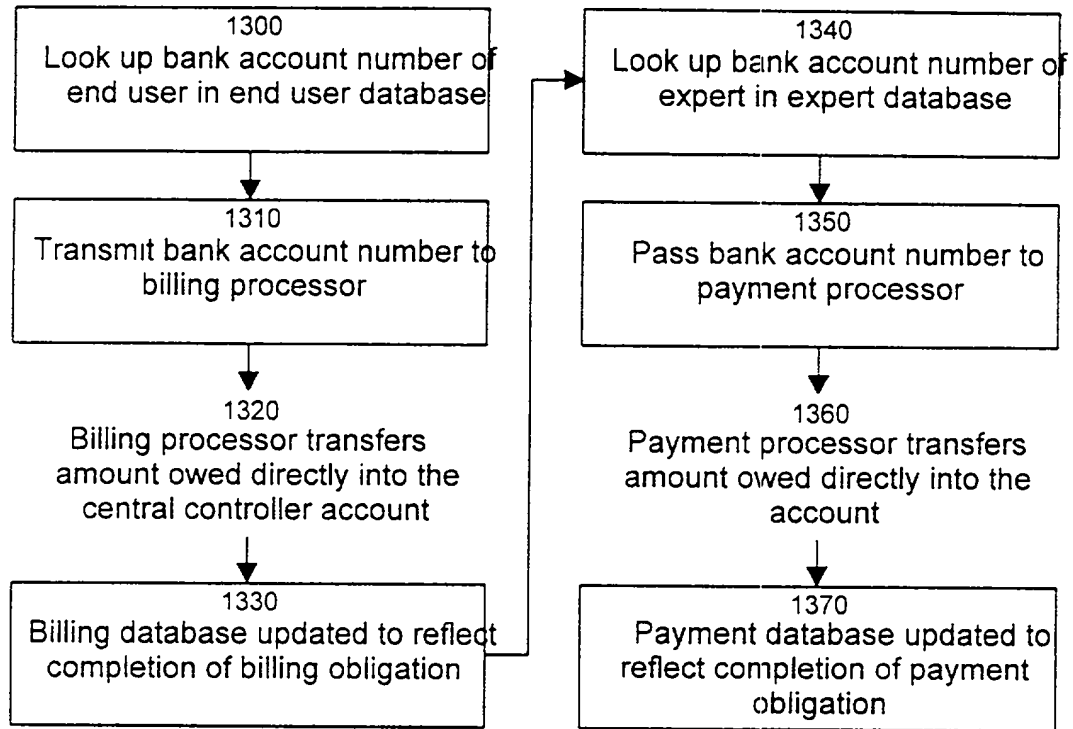 1300
Look up bank account number of
end user in end user database
1310
Transmit bank account number to
billing processor
1320
Billing processor transfers
amount owed directly into the
central controller account
1330
Billing database updated to reflect
completion of billing obligation
1340
Look up bank account number of
expert in expert database
1350
Pass bank account number to
payment processor
1360
Payment processor transfers
amount owed directly into the
account
1370
Payment database updated to
reflect completion of payment
obligation